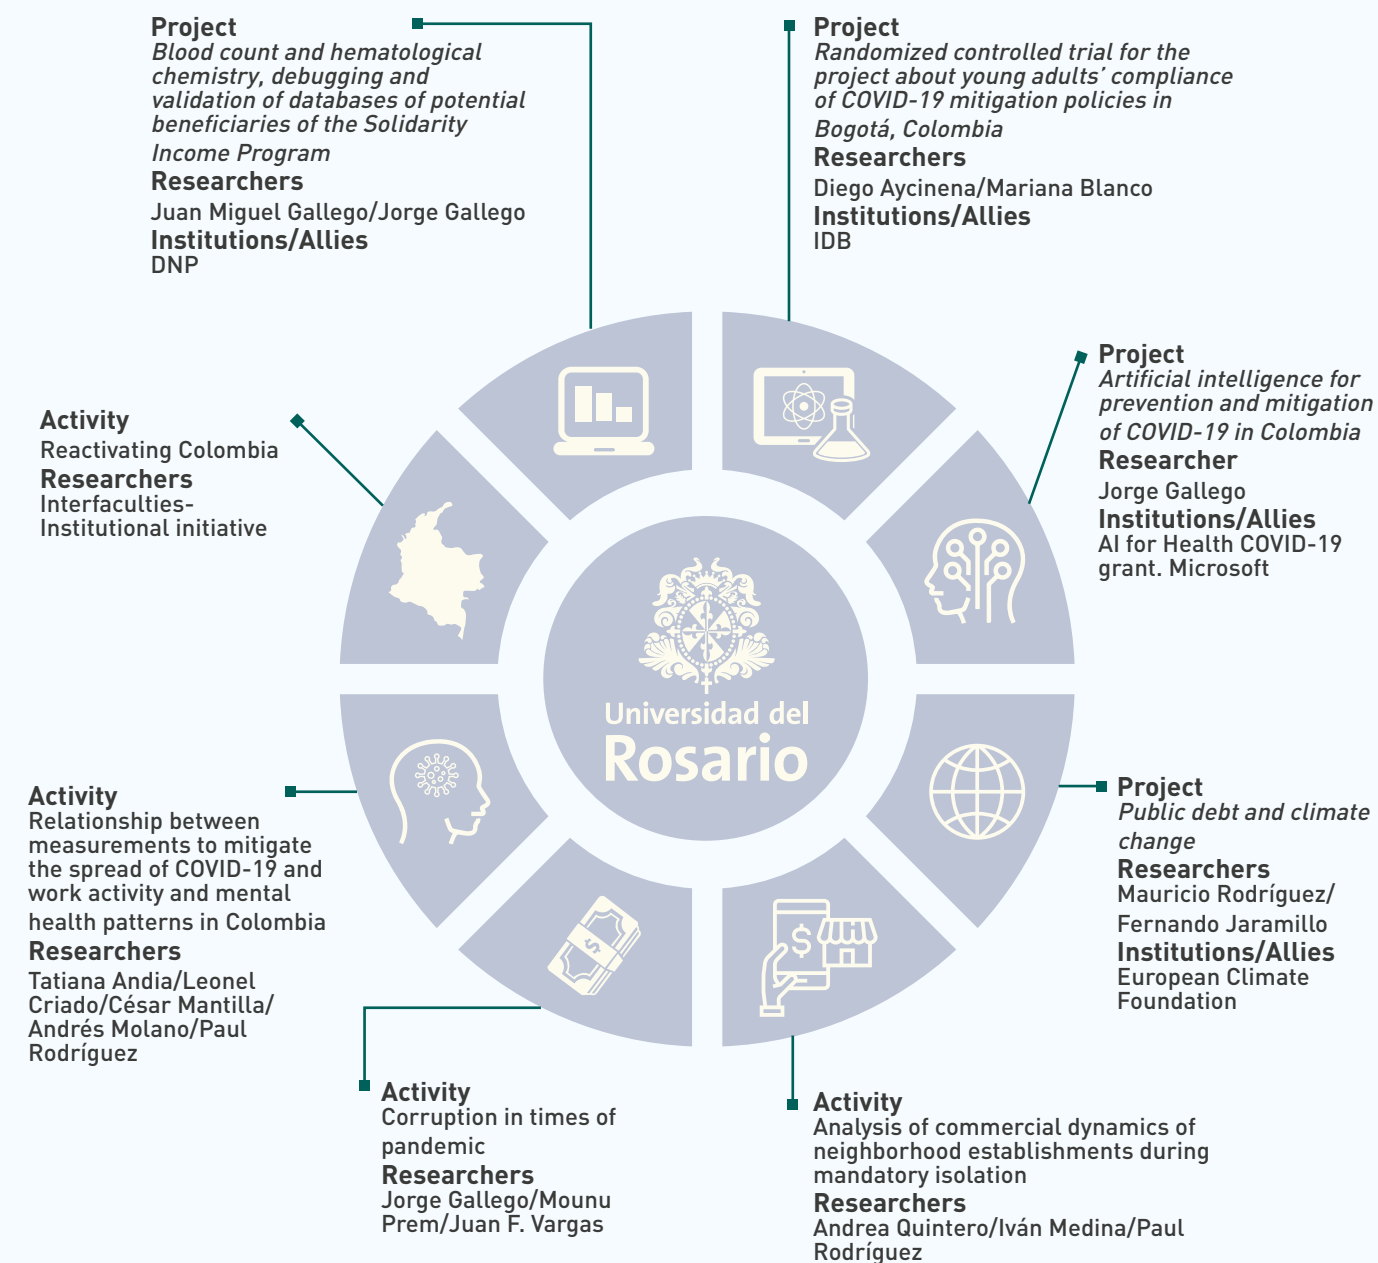 Project
Blood count and hematological
chemistry, debugging and
validation of databases of potential
beneficiaries of the Solidarity
Income Program
Researchers
Juan Miguel Gallego/Jorge Gallego
Institutions/Allies
DNP
Project
Randomized controlled trial for the
project about young adults’ compliance
of COVID-19 mitigation policies in
Bogotá, Colombia
Researchers
Diego Aycinena/Mariana Blanco
Institutions/Allies
IDB
Project
Artificial intelligence for
prevention and mitigation
of COVID-19 in Colombia
Researcher
Jorge Gallego
Institutions/Allies
AI for Health COVID-19
grant. Microsoft
Activity
Reactivating Colombia
Researchers
Interfaculties-
Institutional initiative
Universidad del
Rosario
Project
Public debt and climate
change
Researchers
Mauricio Rodríguez/
Fernando Jaramillo
Institutions/Allies
European Climate
Foundation
Activity
Relationship between
measurements to mitigate
the spread of COVID-19 and
work activity and mental
health patterns in Colombia
Researchers
Tatiana Andia/Leonel
Criado/César Mantilla/
Andrés Molano/Paul
Rodríguez
$
$
Activity
Corruption in times of
pandemic
Researchers
Jorge Gallego/Mounu
Prem/Juan F. Vargas
Activity
Analysis of commercial dynamics of
neighborhood establishments during
mandatory isolation
Researchers
Andrea Quintero/Iván Medina/Paul
Rodríguez